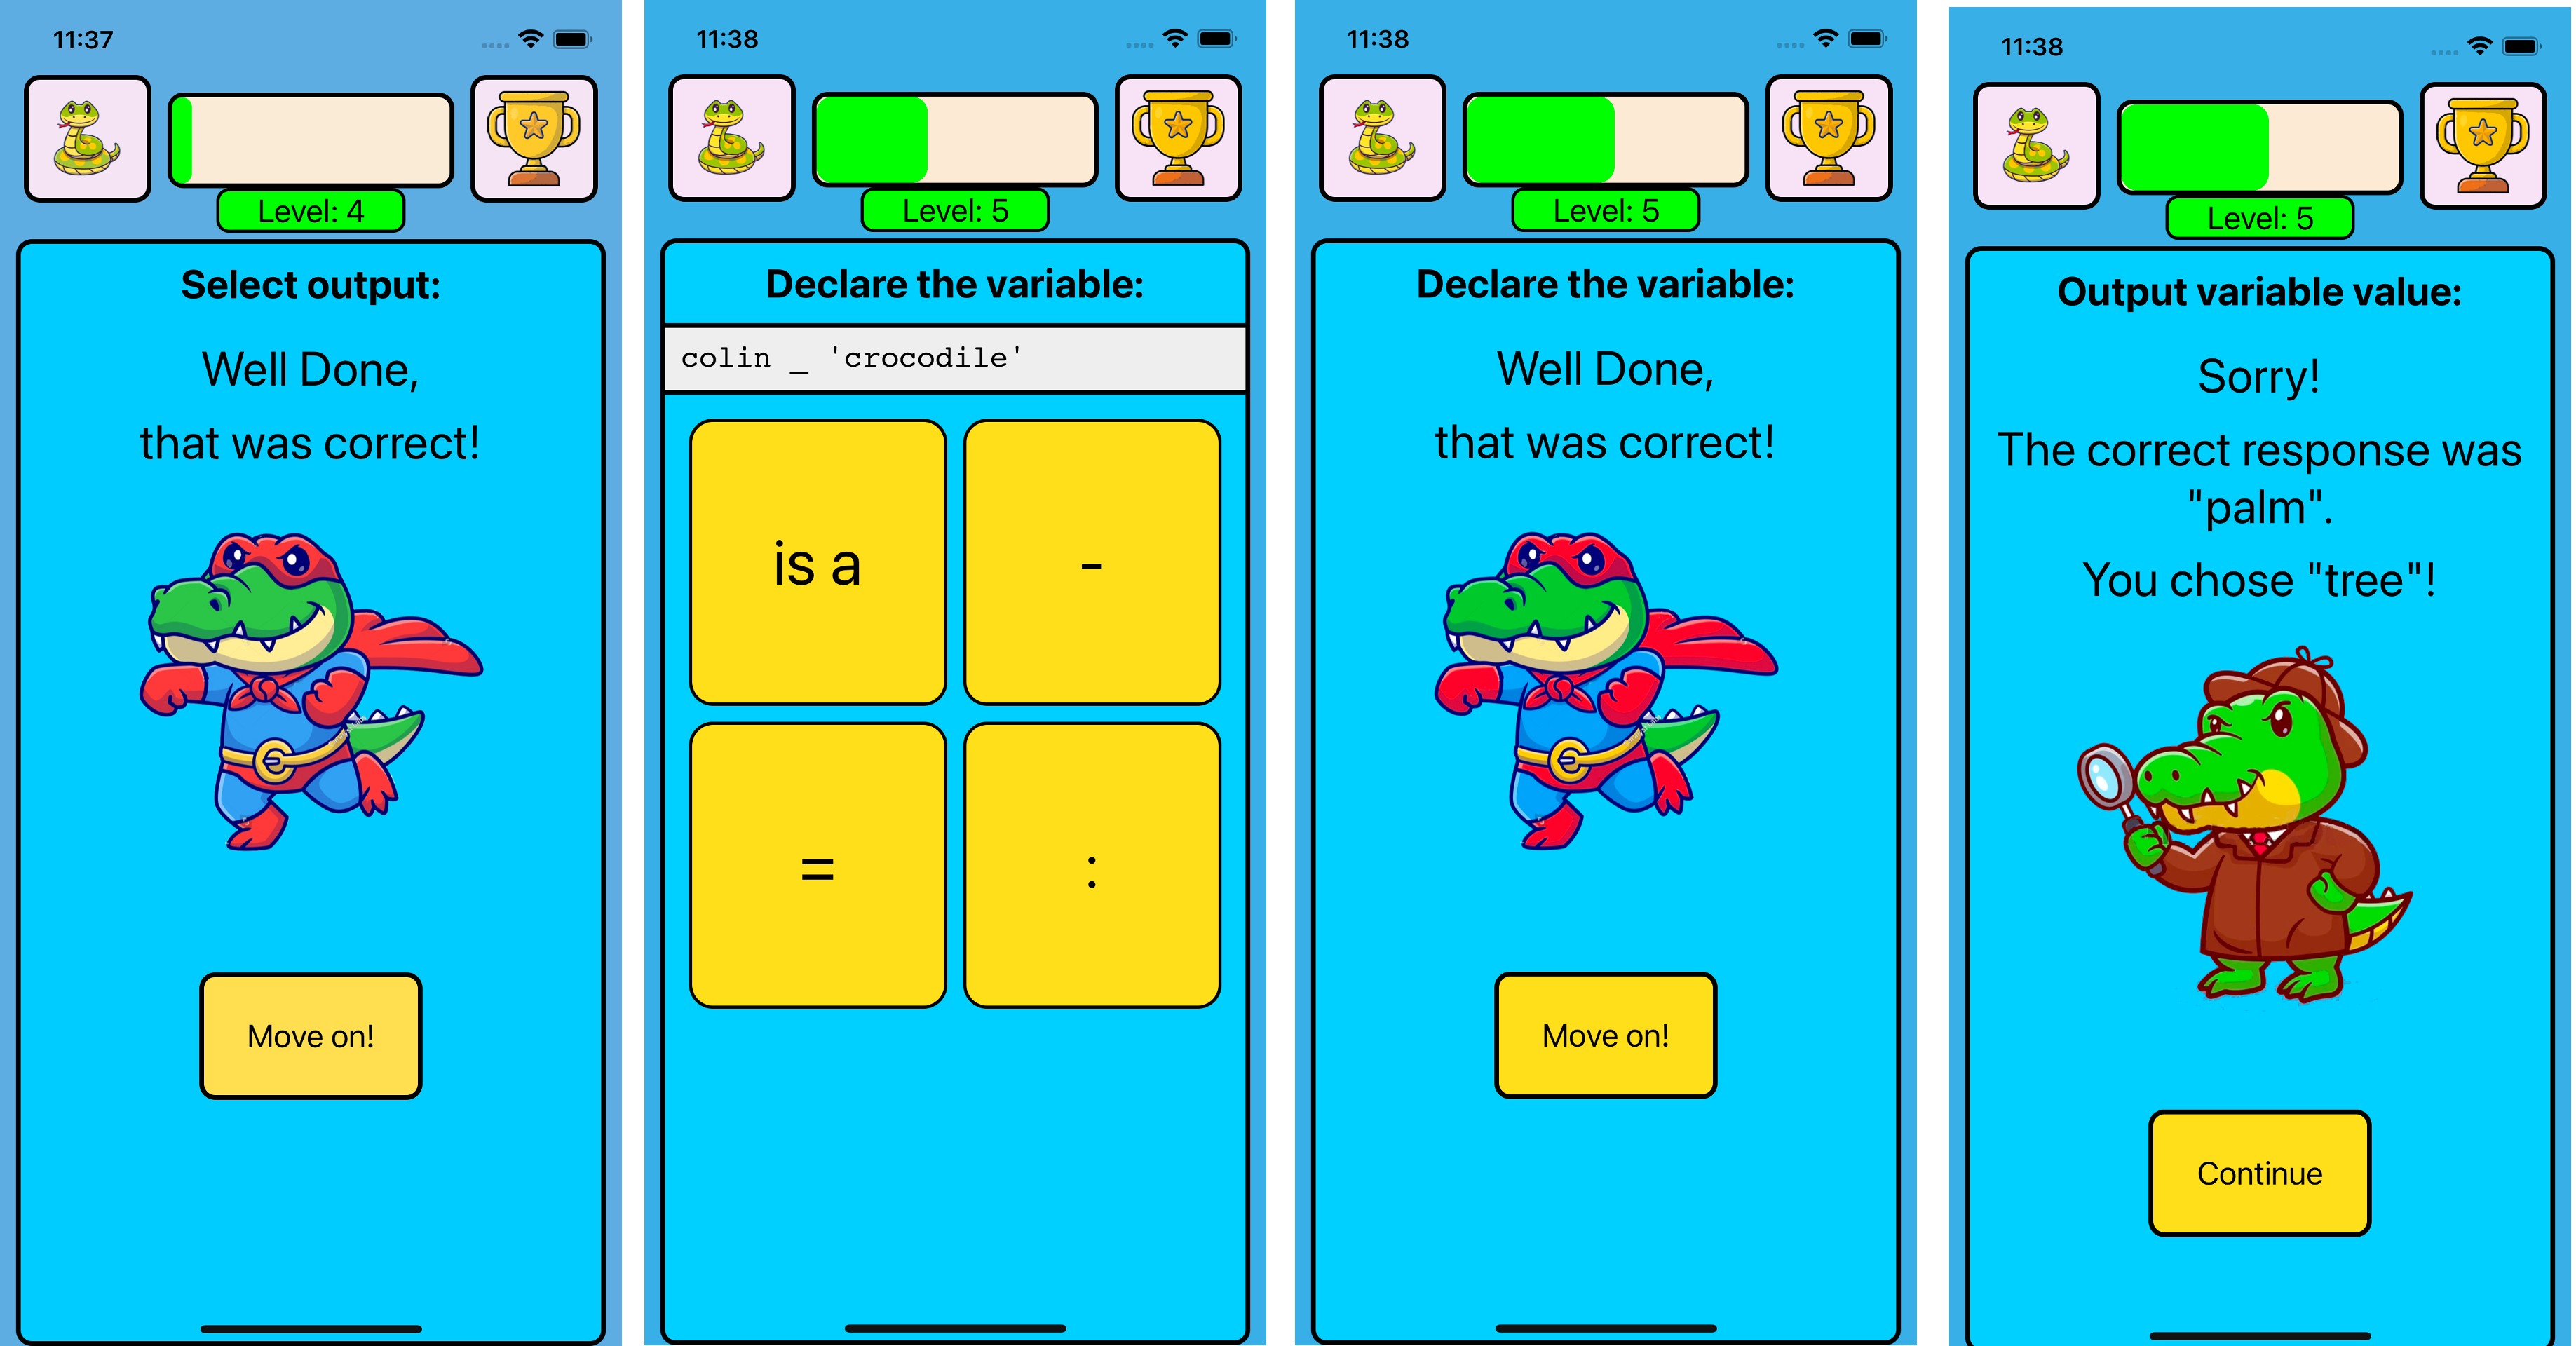 11:37
Level: 4
Select output:
Well Done,
that was correct!
Move on!
11:38
Level: 5
Declare the variable:
colin _ 'crocodile'
is a
-
=
:
11:38
Level: 5
Declare the variable:
Well Done,
that was correct!
Move on!
11:38
Level: 5
Output variable value:
Sorry!
The correct response was
"palm".
You chose "tree"!
Continue